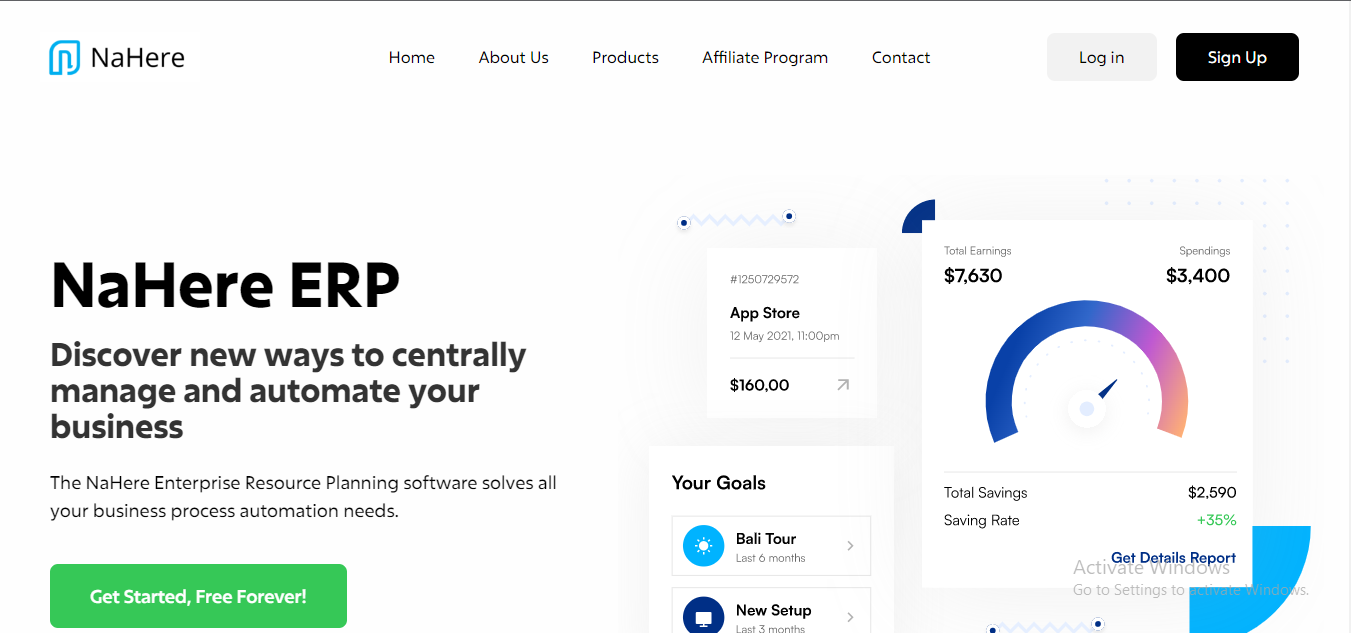 NaHere
Home
About Us
Products
Affiliate Program
Contact
Log in
Sign Up
NaHere ERP
Discover new ways to centrally
manage and automate your
business
The NaHere Enterprise Resource Planning software solves all
your business process automation needs.
Get Started, Free Forever!
#1250729572
App Store
12 May 2021, 11:00pm
$160,00
Your Goals
Bali Tour
Last 6 months
New Setup
Last 3 months
Total Earnings
Spendings
$7,630
$3,400
Total Savings
$2,590
Saving Rate
+35%
Get Details Report
Activate Windows
Go to Settings to activate Windows.